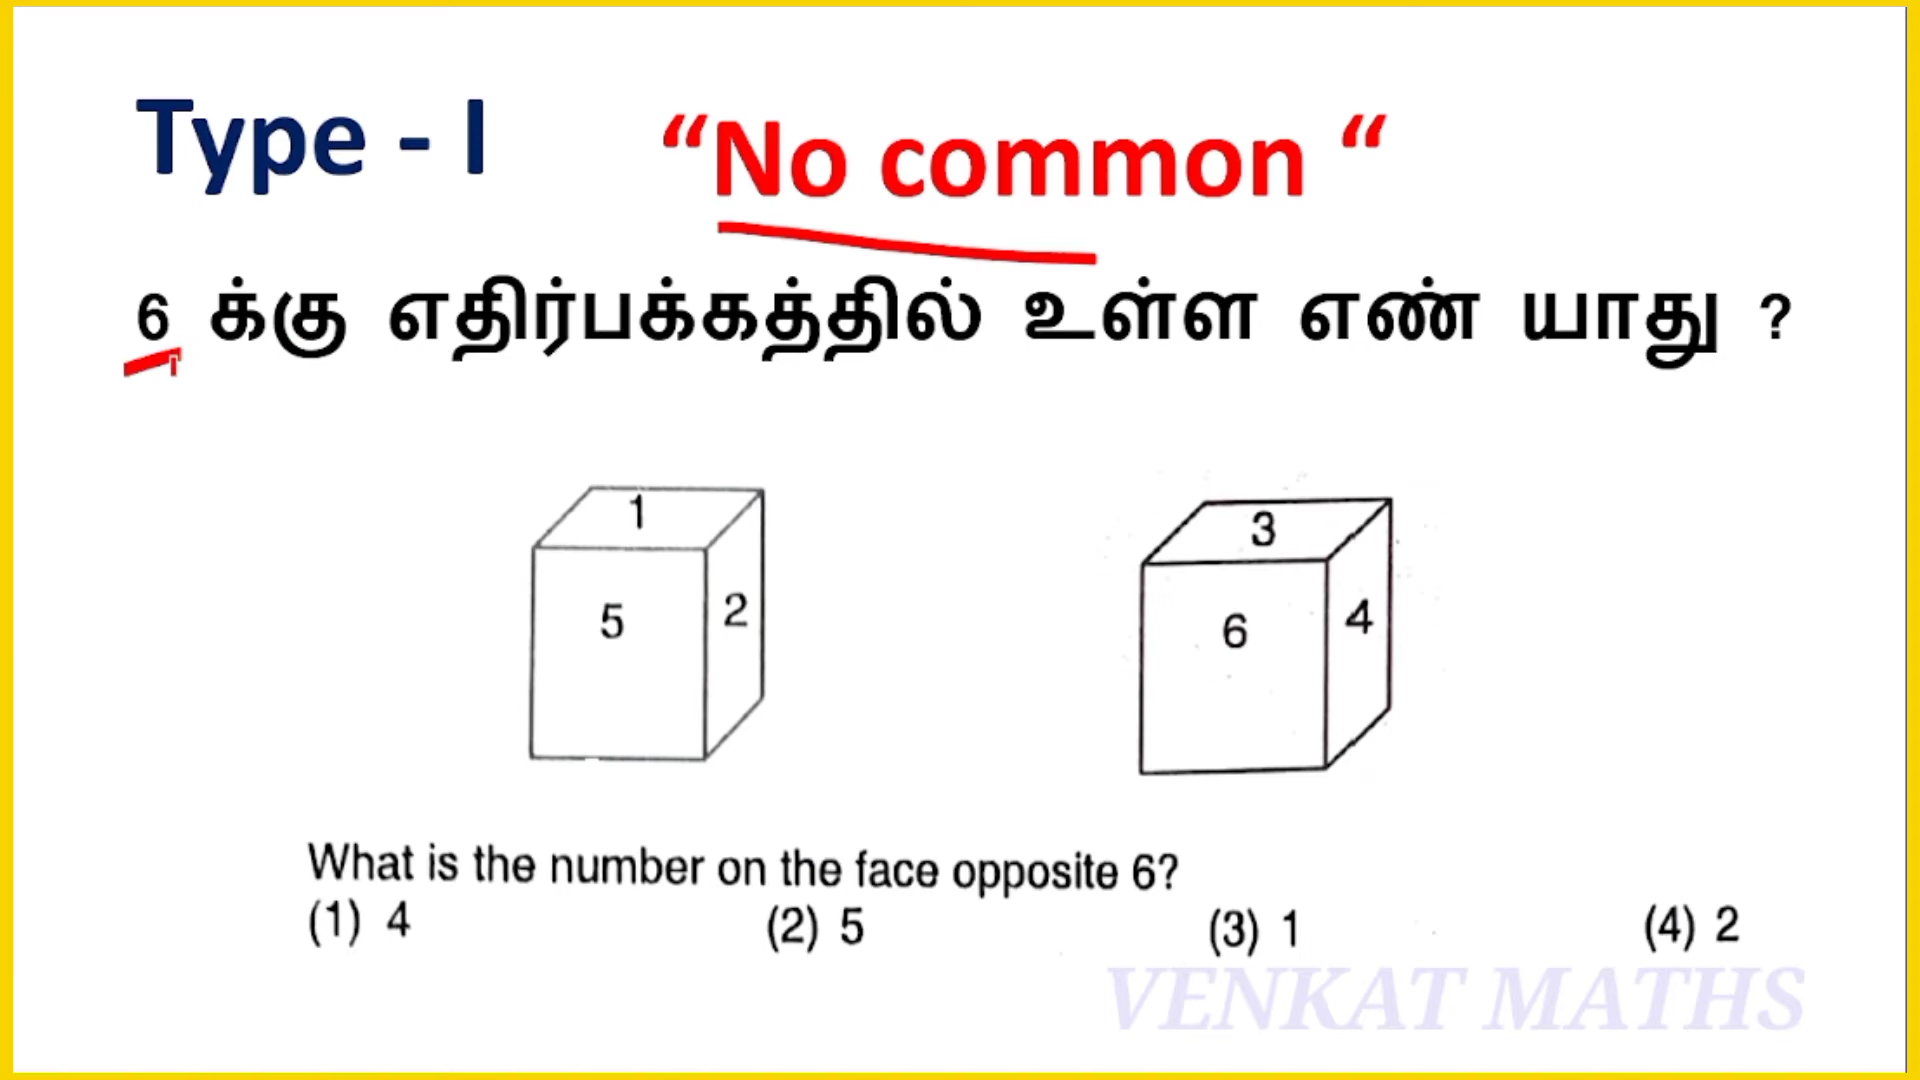 Type - I “No common “
6 க்கு எதிர்பக்கத்தில் உள்ள எண் யாது ?
1
5 2
3
6 4
What is the number on the face opposite 6?
(1) 4 (2) 5 (3) 1 (4) 2
VENKAT MATHS